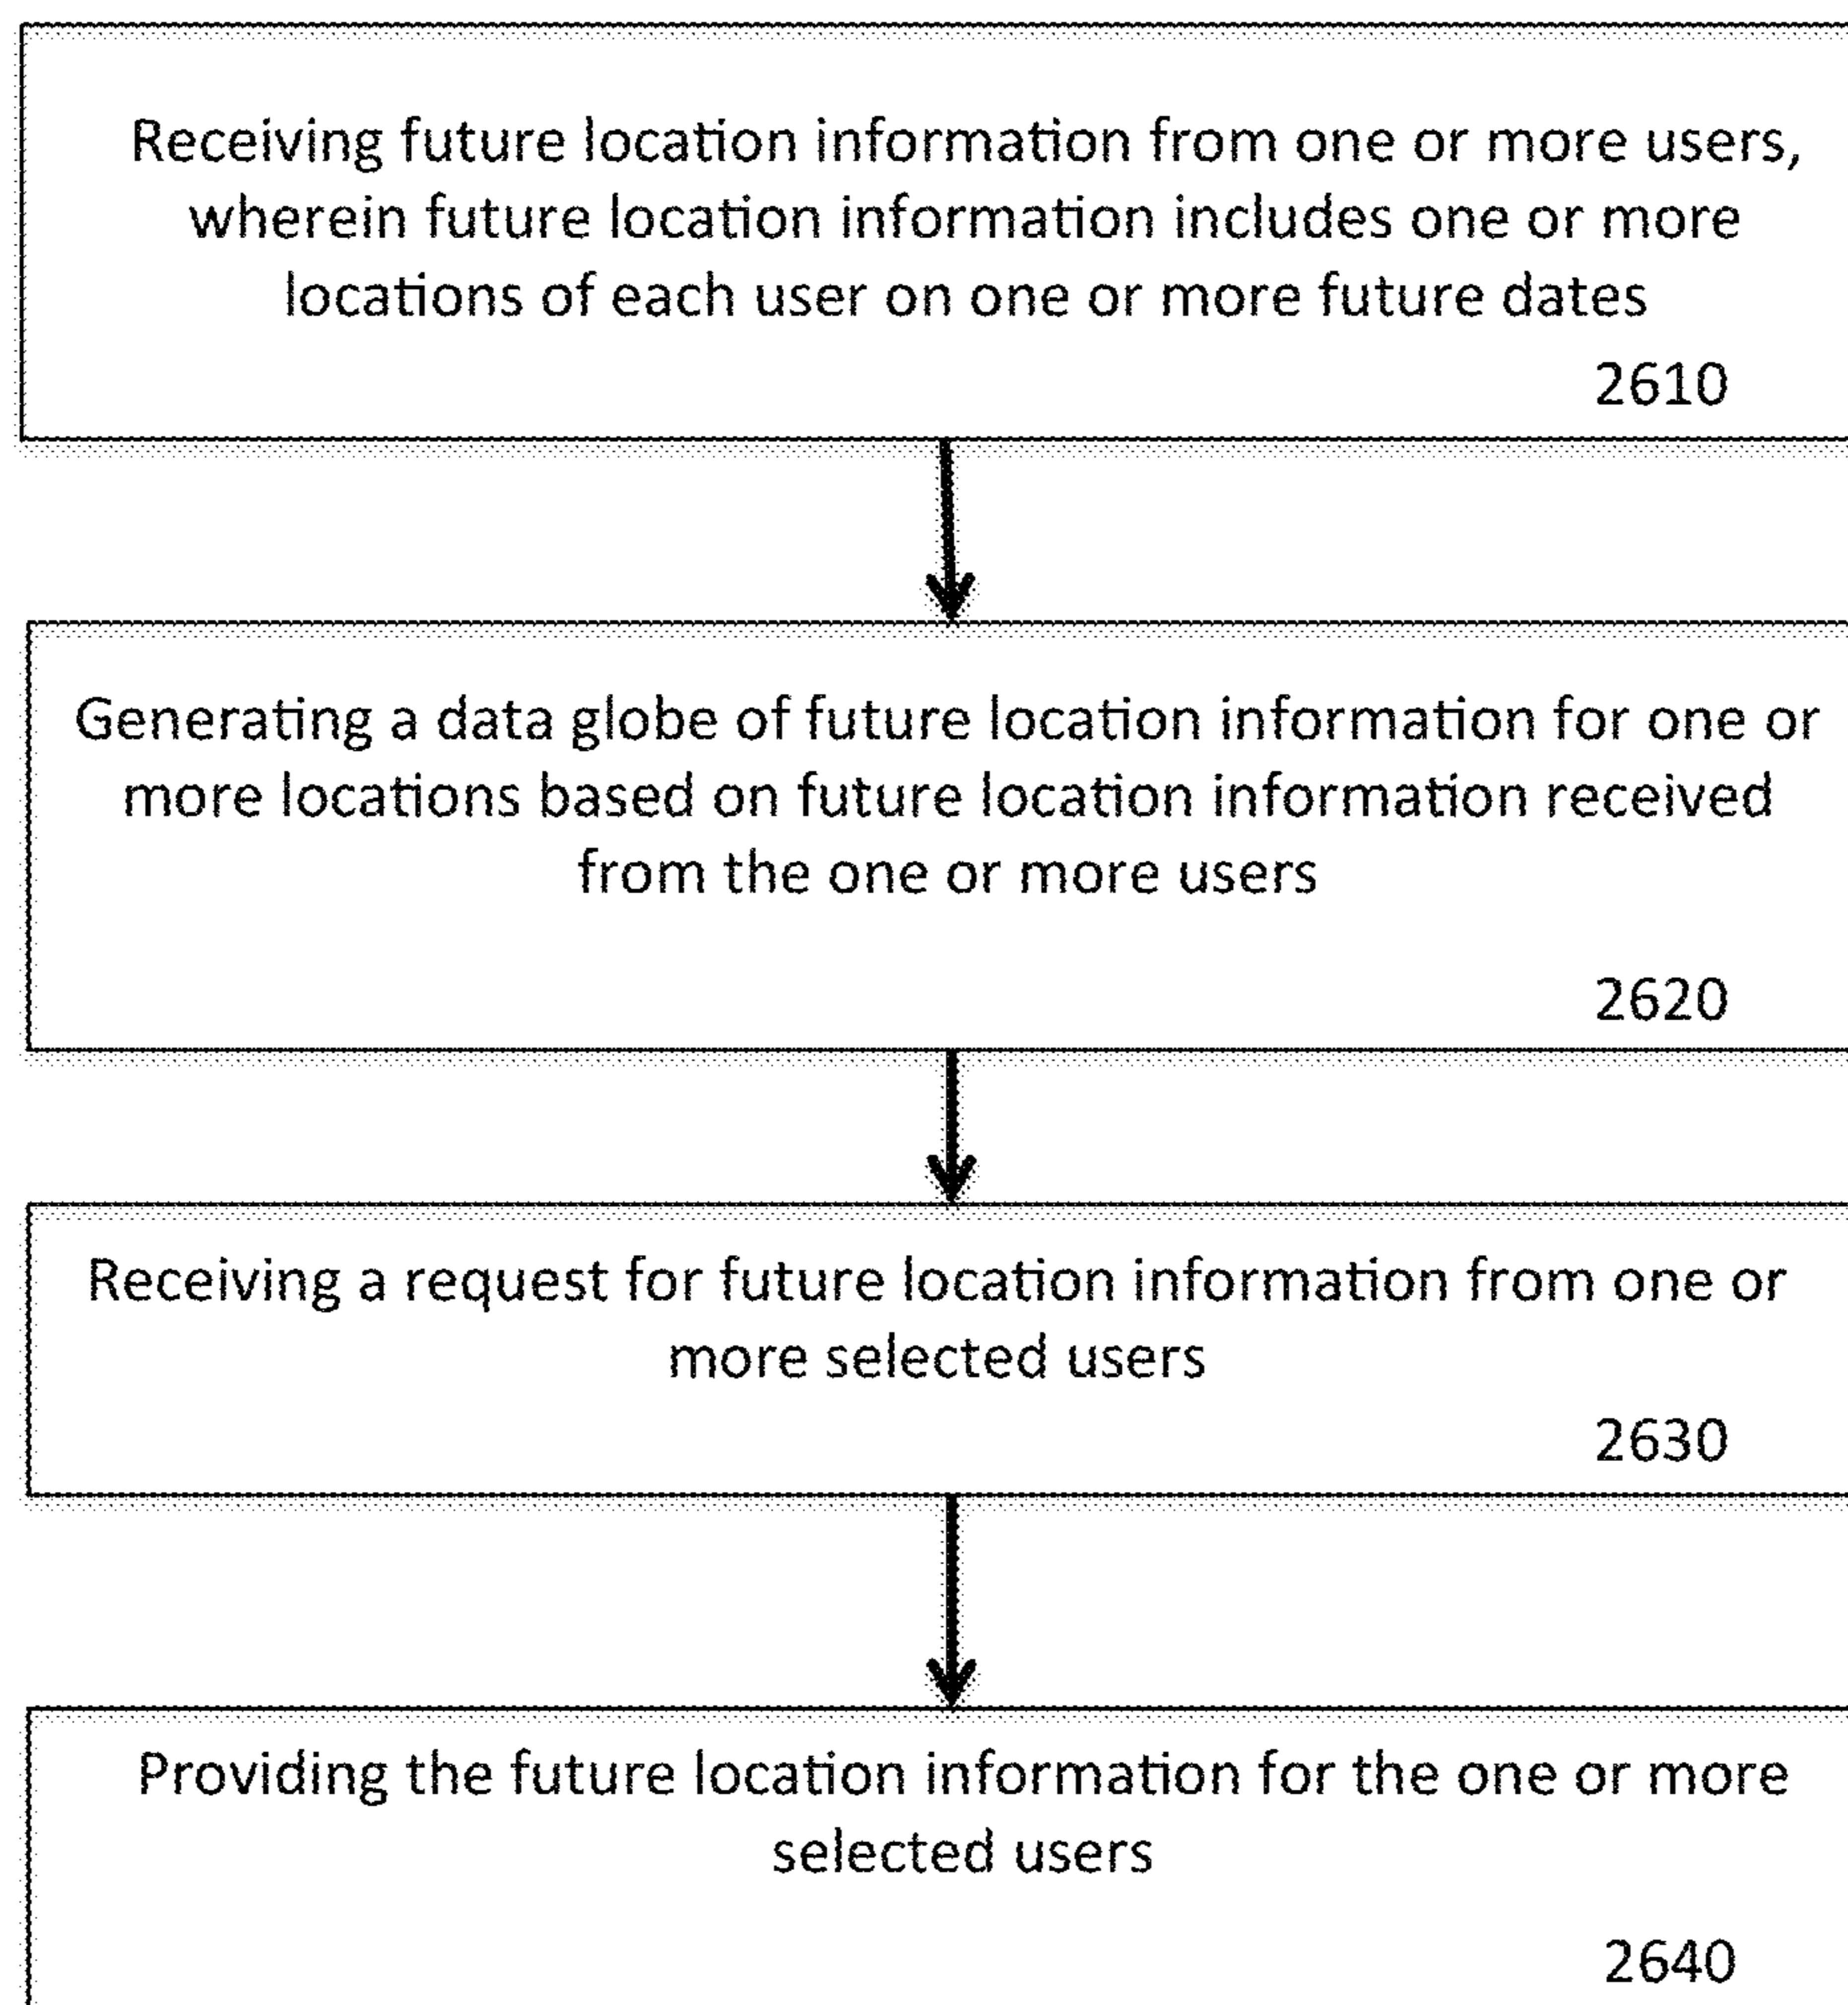 Receiving future location information from one or more users,
wherein future location information includes one or more
locations of each user on one or more future dates
2610
Generating a data globe of future location information for one or
more locations based on future location information received
from the one or more users
2620
Receiving a request for future location information from one or
more selected users
2630
Providing the future location information for the one or more
selected users
2640